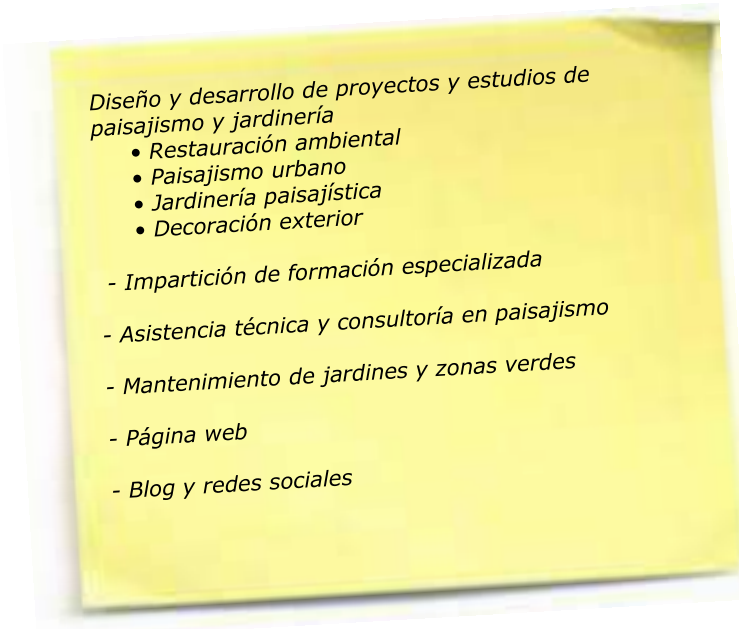 Diseño y desarrollo de proyectos y estudios de
paisajismo y jardinería
• Restauración ambiental
• Paisajismo urbano
• Jardinería paisajística
• Decoración exterior
- Impartición de formación especializada
- Asistencia técnica y consultoría en paisajismo
- Mantenimiento de jardines y zonas verdes
- Página web
- Blog y redes sociales